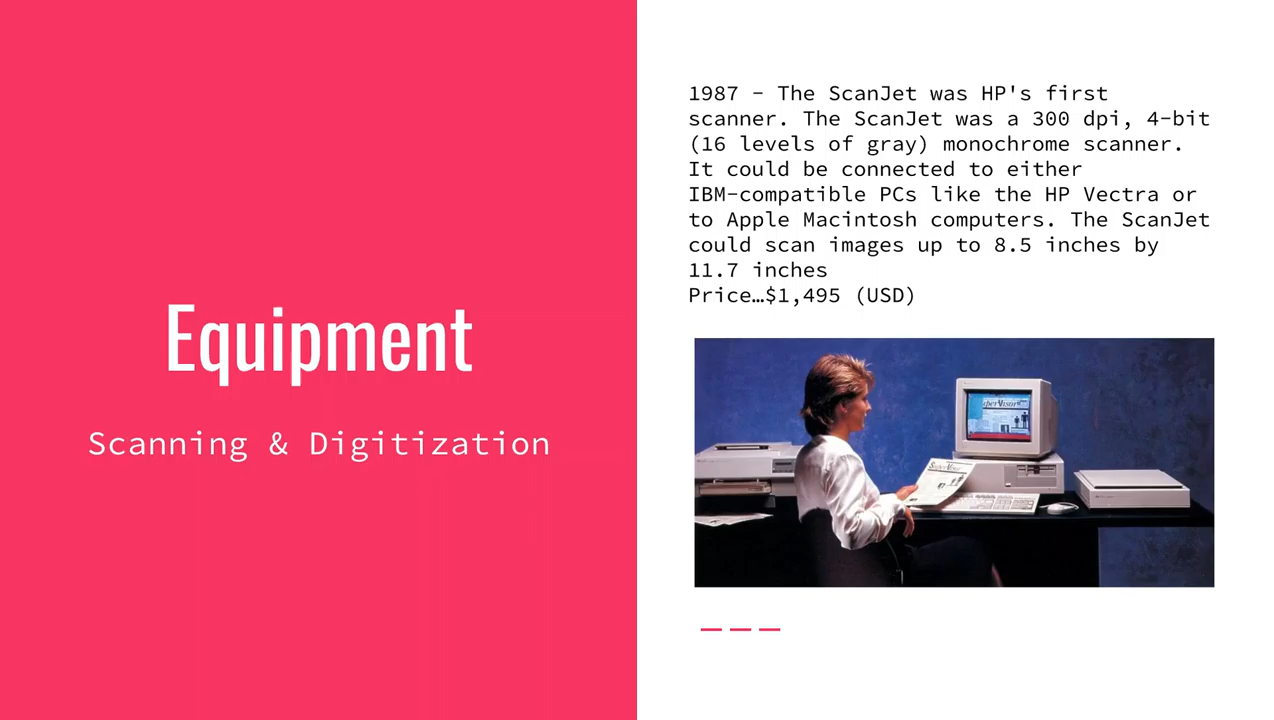 Equipment
Scanning & Digitization
1987 - The ScanJet was HP's first
scanner. The ScanJet was a 300 dpi, 4-bit
(16 levels of gray) monochrome scanner.
It could be connected to either
IBM-compatible PCs like the HP Vectra or
to Apple Macintosh computers. The ScanJet
could scan images up to 8.5 inches by
11.7 inches
Price…$1,495 (USD)